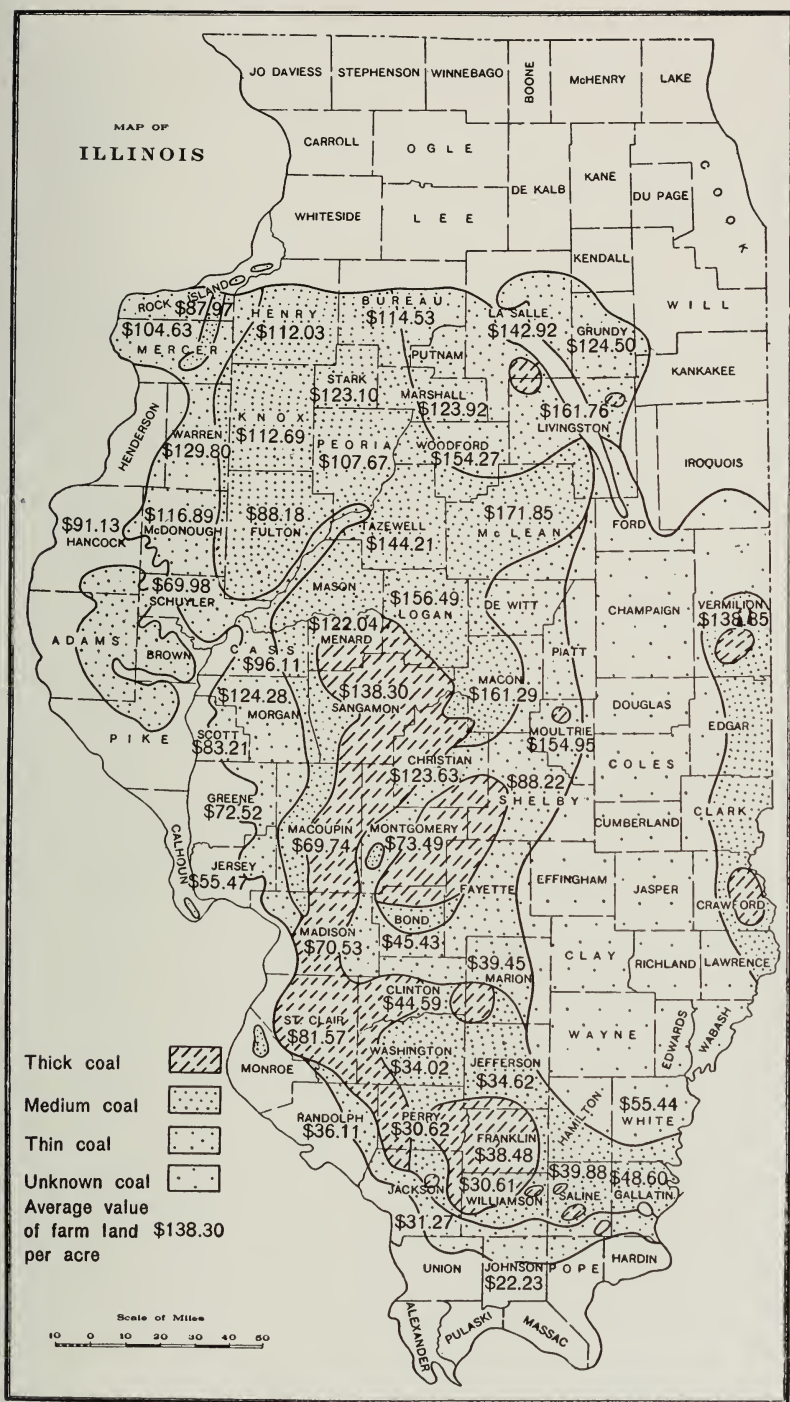 MAP OF
ILLINOIS
JO DAVIESS
STEPHENSON
WINNEBAGO
BOONE
McHENRY
LAKE
CARROLL
OGLE
DE KALB
KANE
DU PAGE
COOK
WHITESIDE
LEE
KENDALL
WILL
ROCK ISLAND
$87.97
$104.63
MERCER
HENRY
$112.03
BUREAU
$114.53
LA SALLE
$142.92
GRUNDY
$124.50
PUTNAM
KANKAKEE
STARK
$123.10
MARSHALL
$123.92
HENDERSON
WARREN
$129.80
KNOX
$112.69
PEORIA
$107.67
WOODFORD
$154.27
$161.76
LIVINGSTON
IROQUOIS
$91.13
HANCOCK
$116.89
McDONOUGH
$88.18
FULTON
TAZEWELL
$144.21
$171.85
McLEAN
FORD
$69.98
SCHUYLER
MASON
$156.49
LOGAN
DE WITT
CHAMPAIGN
VERMILION
$138.85
ADAMS
BROWN
CASS
$96.11
$122.04
MENARD
PIATT
$124.28
MORGAN
$138.30
SANGAMON
MACON
$161.29
DOUGLAS
EDGAR
PIKE
SCOTT
$83.21
CHRISTIAN
$123.63
MOULTRIE
$154.95
COLES
$88.22
SHELBY
GREENE
$72.52
CALHOUN
MACOUPIN
$69.74
MONTGOMERY
$73.49
CUMBERLAND
CLARK
JERSEY
$55.47
FAYETTE
EFFINGHAM
JASPER
CRAWFORD
MADISON
$70.53
BOND
$45.43
$39.45
MARION
CLAY
RICHLAND
LAWRENCE
CLINTON
$44.59
ST. CLAIR
$81.57
WAYNE
EDWARDS
WABASH
MONROE
WASHINGTON
$34.02
JEFFERSON
$34.62
RANDOLPH
$36.11
PERRY
$30.62
FRANKLIN
$38.48
HAMILTON
$55.44
WHITE
JACKSON
$31.27
$30.61
WILLIAMSON
$39.88
SALINE
$48.60
GALLATIN
UNION
JOHNSON
$22.23
POPE
HARDIN
ALEXANDER
PULASKI
MASSAC
Thick coal
Medium coal
Thin coal
Unknown coal
Average value
of farm land $138.30
per acre
Scale of Miles
10 0 10 20 30 40 50